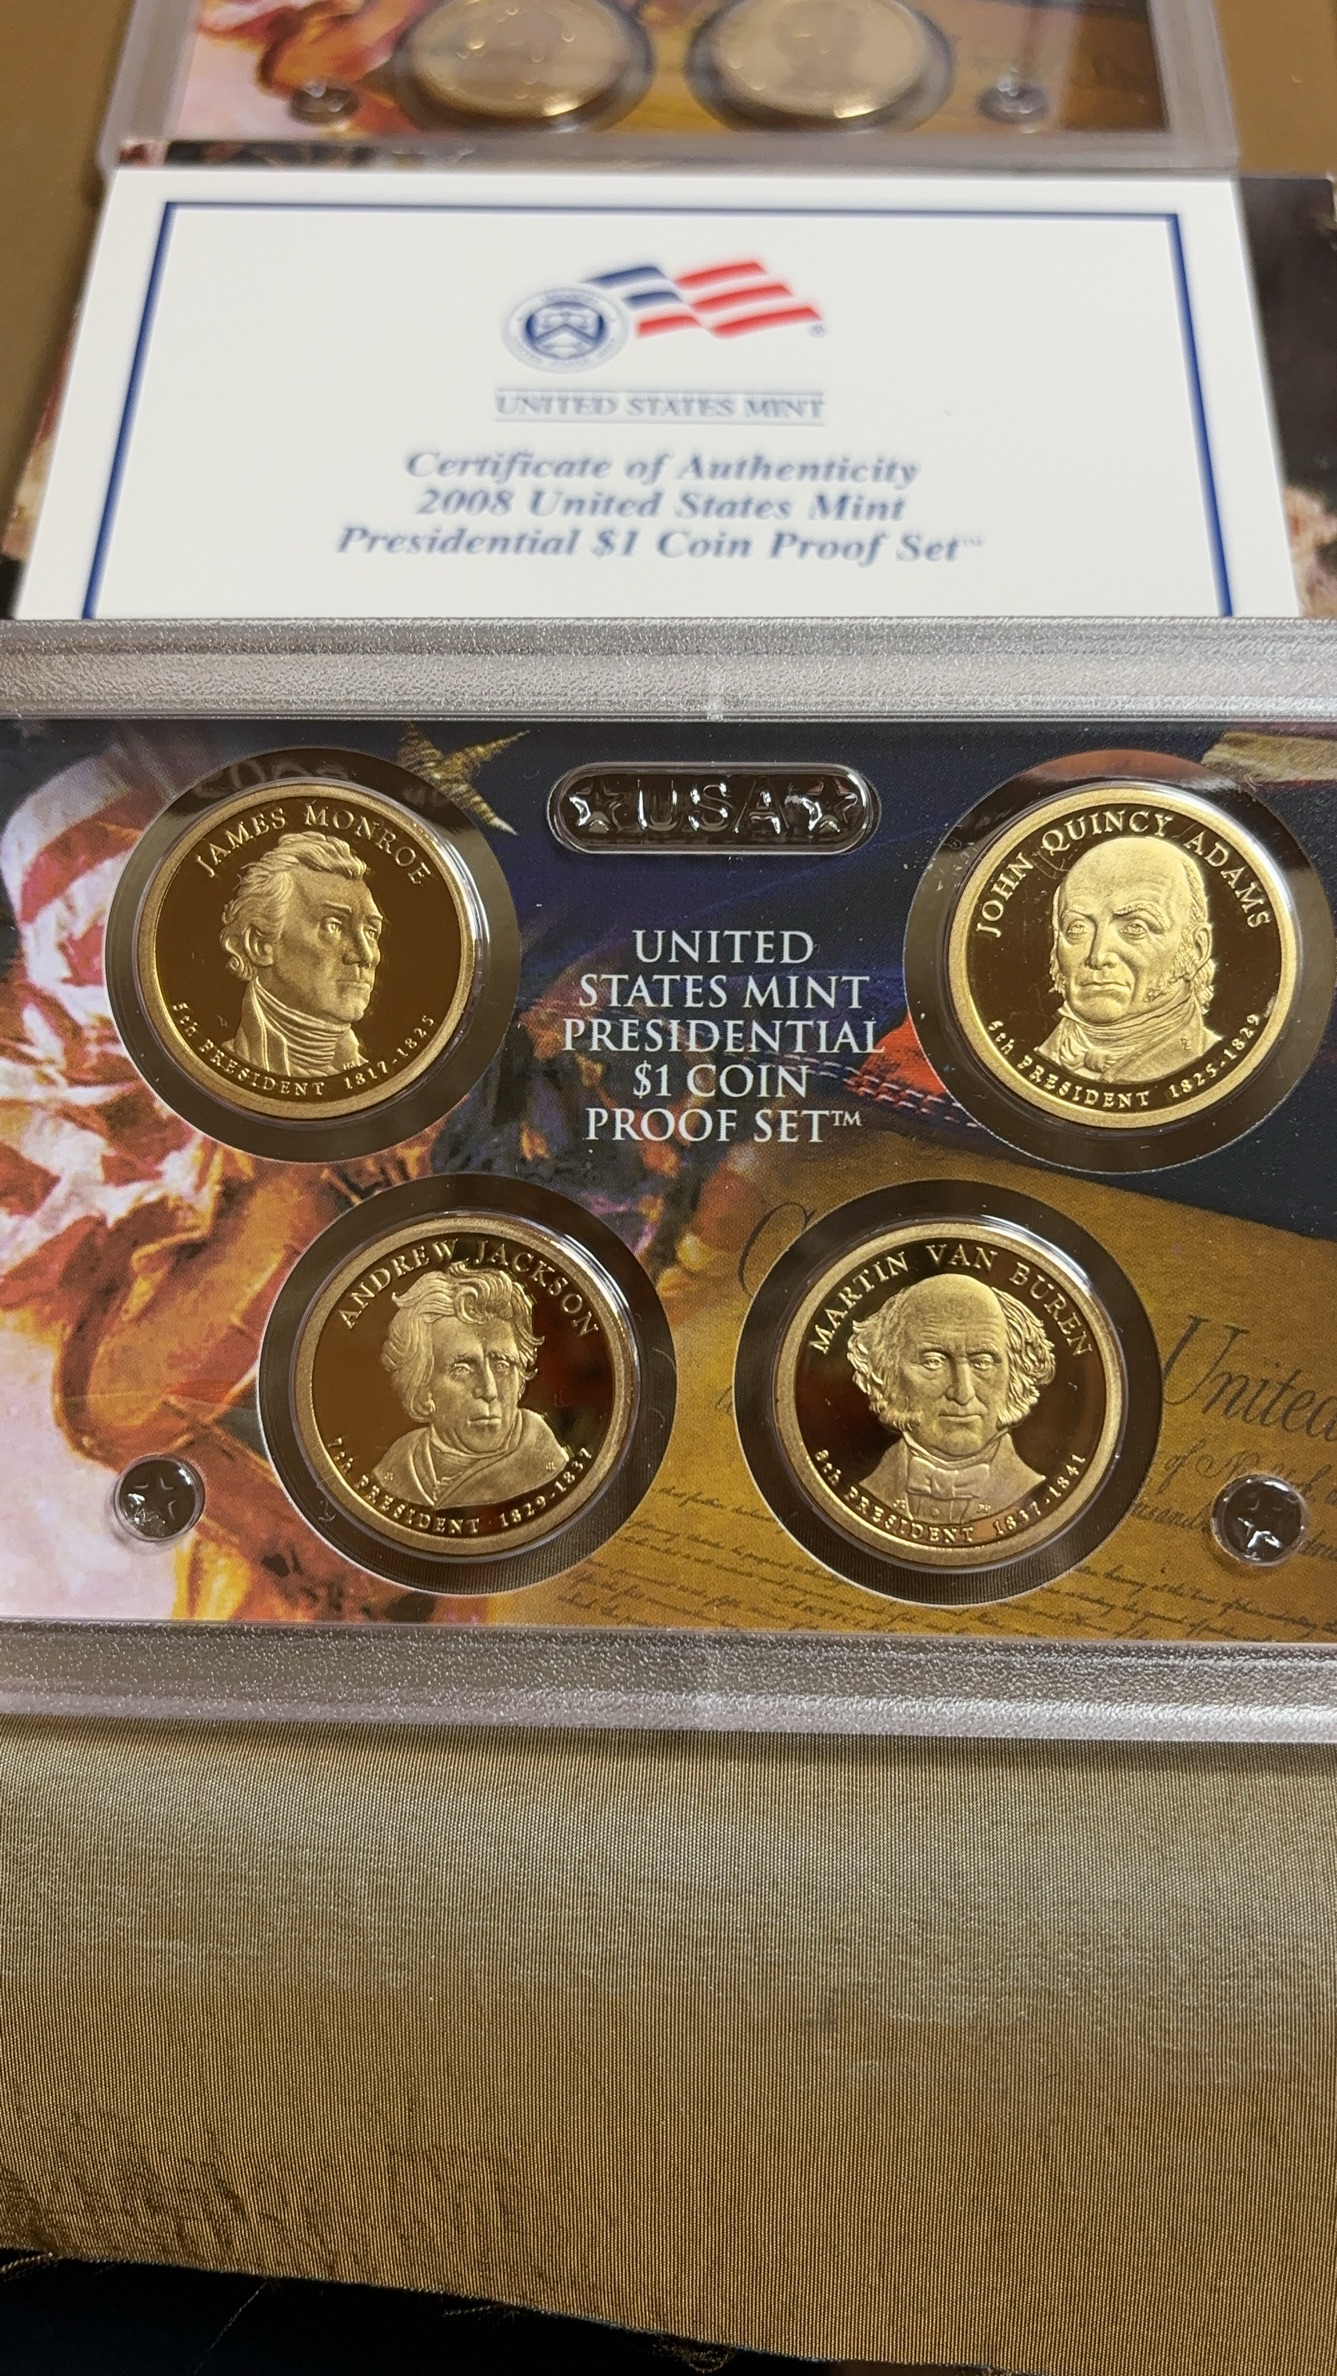 UNITED STATES MINT
Certificate of Authenticity
2008 United States Mint
Presidential $1 Coin Proof Set
USA
JAMES MONROE
5th PRESIDENT 1817-1825
UNITED
STATES MINT
PRESIDENTIAL
$1 COIN
PROOF SET™
JOHN QUINCY ADAMS
6th PRESIDENT 1825-1829
ANDREW JACKSON
7th PRESIDENT 1829-1837
MARTIN VAN BUREN
8th PRESIDENT 1837-1841
United
of